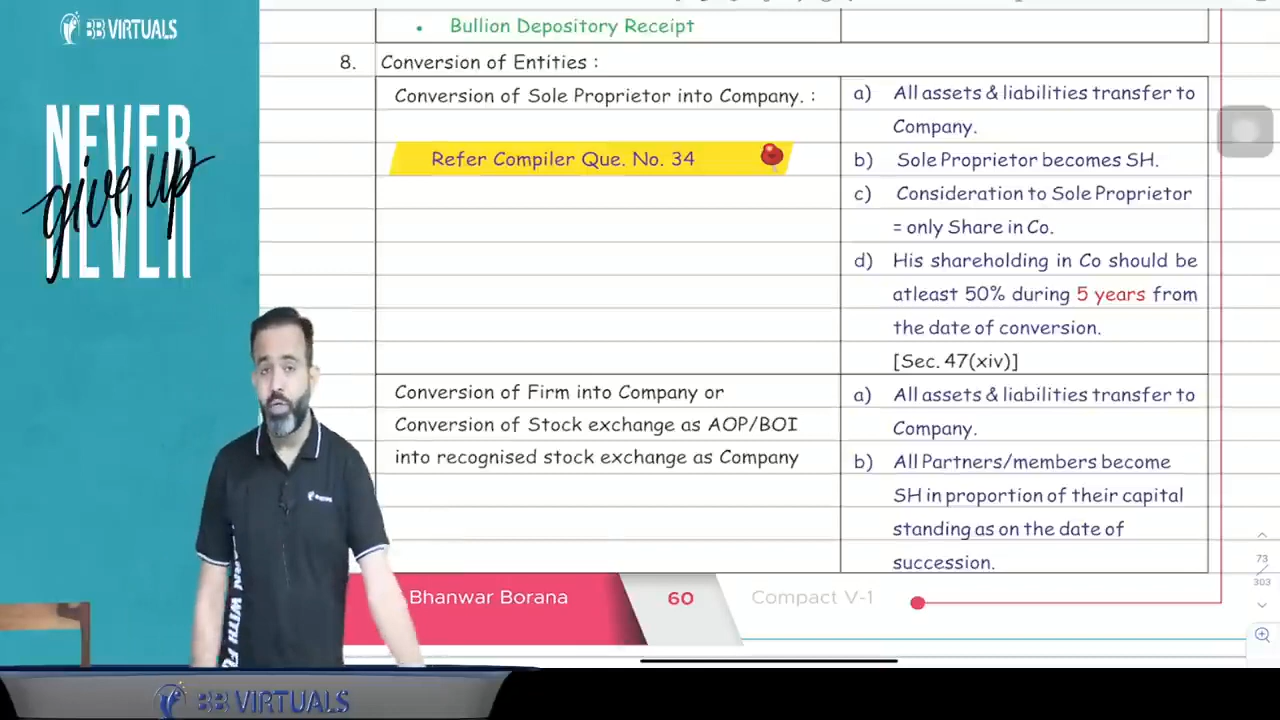 BB VIRTUALS
NEVER
give up
NEVER
• Bullion Depository Receipt
8. Conversion of Entities :
Conversion of Sole Proprietor into Company. :
Refer Compiler Que. No. 34
a) All assets & liabilities transfer to
Company.
b) Sole Proprietor becomes SH.
c) Consideration to Sole Proprietor
= only Share in Co.
d) His shareholding in Co should be
atleast 50% during 5 years from
the date of conversion.
[Sec. 47(xiv)]
Conversion of Firm into Company or
Conversion of Stock exchange as AOP/BOI
into recognised stock exchange as Company
a) All assets & liabilities transfer to
Company.
b) All Partners/members become
SH in proportion of their capital
standing as on the date of
succession.
Bhanwar Borana
60
Compact V-1
73
303
BB VIRTUALS